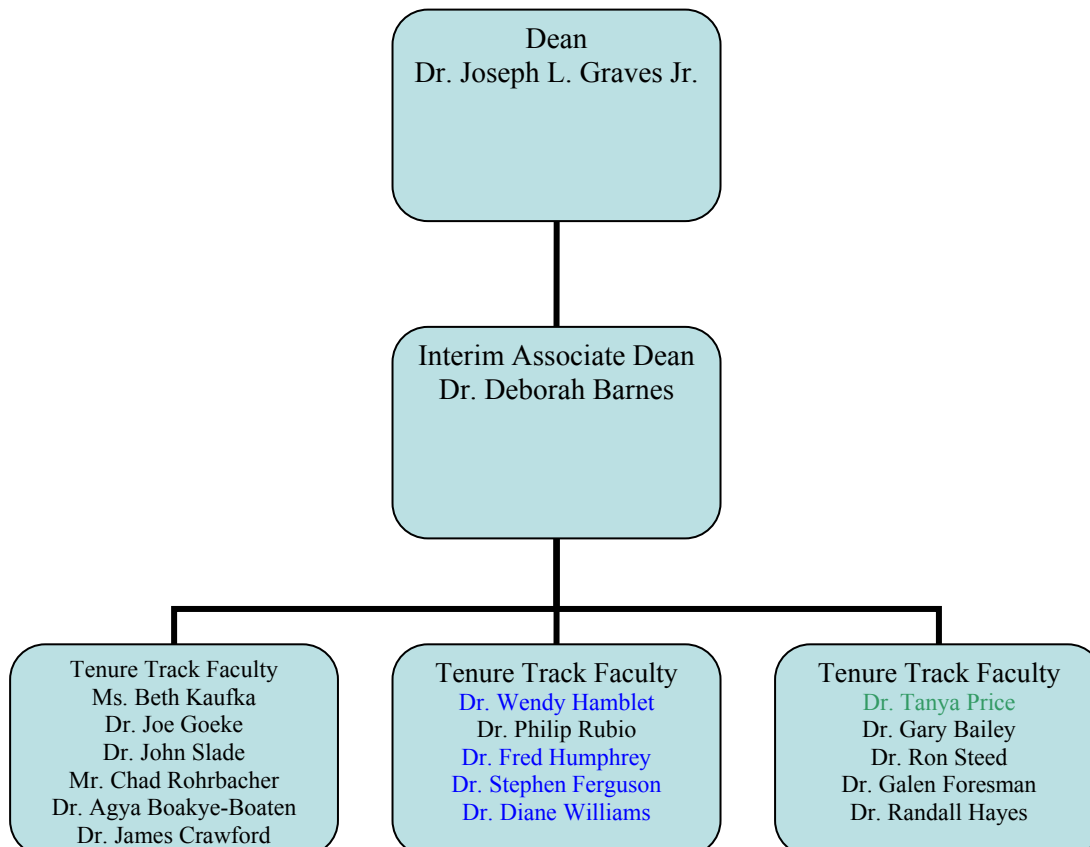 Dean
Dr. Joseph L. Graves Jr.
Interim Associate Dean
Dr. Deborah Barnes
Tenure Track Faculty
Ms. Beth Kaufka
Dr. Joe Goeke
Dr. John Slade
Mr. Chad Rohrbacher
Dr. Agya Boakye-Boaten
Dr. James Crawford
Tenure Track Faculty
Dr. Wendy Hamblet
Dr. Philip Rubio
Dr. Fred Humphrey
Dr. Stephen Ferguson
Dr. Diane Williams
Tenure Track Faculty
Dr. Tanya Price
Dr. Gary Bailey
Dr. Ron Steed
Dr. Galen Foresman
Dr. Randall Hayes